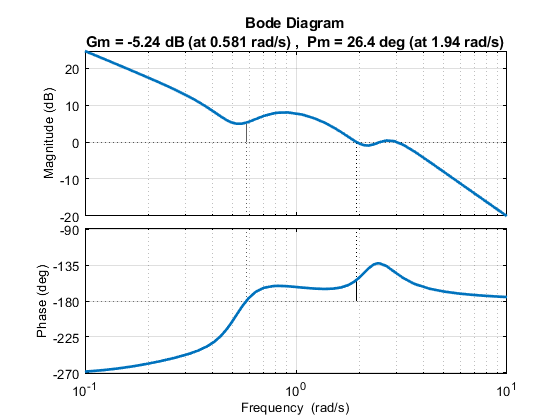 Bode Diagram
Gm = -5.24 dB (at 0.581 rad/s) ,  Pm = 26.4 deg (at 1.94 rad/s)
Magnitude (dB)
20
10
0
-10
-20
Phase (deg)
-90
-135
-180
-225
-270
10^-1
10^0
10^1
Frequency  (rad/s)